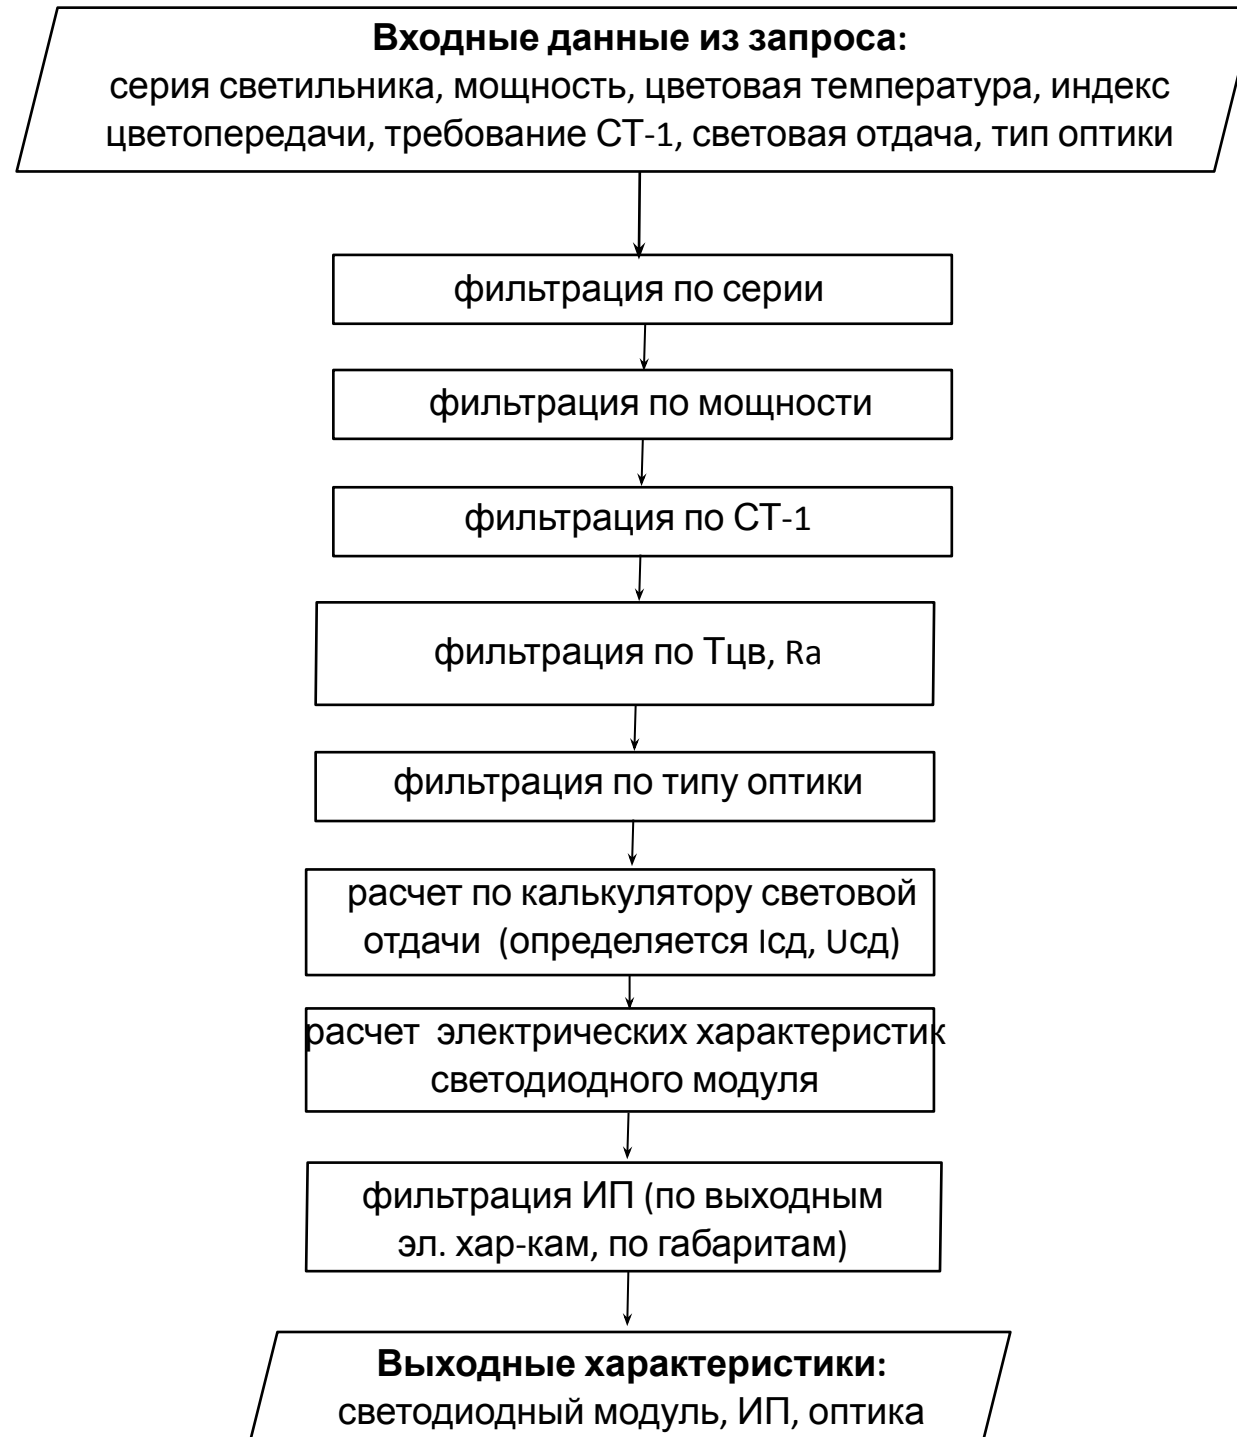 Входные данные из запроса:
серия светильника, мощность, цветовая температура, индекс
цветопередачи, требование СТ-1, световая отдача, тип оптики
фильтрация по серии
фильтрация по мощности
фильтрация по СТ-1
фильтрация по Тцв, Ra
фильтрация по типу оптики
расчет по калькулятору световой
отдачи (определяется Iсд, Uсд)
расчет электрических характеристик
светодиодного модуля
фильтрация ИП (по выходным
эл. хар-кам, по габаритам)
Выходные характеристики:
светодиодный модуль, ИП, оптика